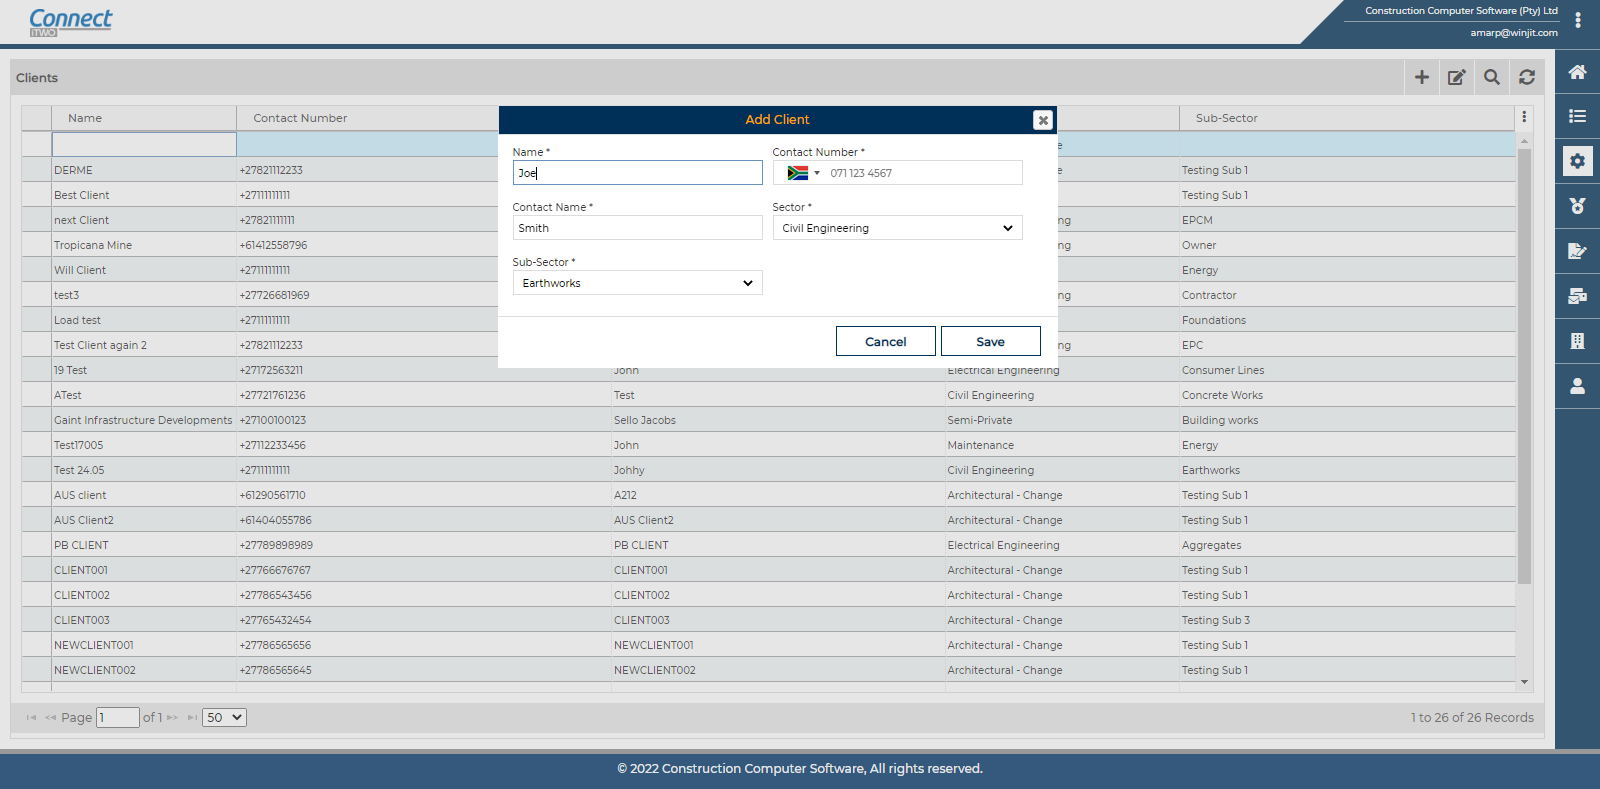 Connect
iTWO
Construction Computer Software (Pty) Ltd
amarp@winjit.com
Clients
Name Contact Number Sub-Sector
Add Client
Name *
Joe
Contact Number *
071 123 4567
Contact Name *
Smith
Sector *
Civil Engineering
Sub-Sector *
Earthworks
Cancel Save
e
DERME +27821112233 e Testing Sub 1
Best Client +27111111111 Testing Sub 1
next Client +27821111111 ng EPCM
Tropicana Mine +61412558796 ng Owner
Will Client +27111111111 Energy
test3 +27726681969 ng Contractor
Load test +27111111111 Foundations
Test Client again 2 +27821112233 ng EPC
19 Test +27172563211 John Electrical Engineering Consumer Lines
ATest +27721761236 Test Civil Engineering Concrete Works
Gaint Infrastructure Developments +27100100123 Sello Jacobs Semi-Private Building works
Test17005 +27112233456 John Maintenance Energy
Test 24.05 +27111111111 Johhy Civil Engineering Earthworks
AUS client +61290561710 A212 Architectural - Change Testing Sub 1
AUS Client2 +61404055786 AUS Client2 Architectural - Change Testing Sub 1
PB CLIENT +27789898989 PB CLIENT Electrical Engineering Aggregates
CLIENT001 +27766676767 CLIENT001 Architectural - Change Testing Sub 1
CLIENT002 +27786543456 CLIENT002 Architectural - Change Testing Sub 1
CLIENT003 +27765432454 CLIENT003 Architectural - Change Testing Sub 3
NEWCLIENT001 +27786565656 NEWCLIENT001 Architectural - Change Testing Sub 1
NEWCLIENT002 +27786565645 NEWCLIENT002 Architectural - Change Testing Sub 1
Page 1 of 1 50 1 to 26 of 26 Records
© 2022 Construction Computer Software, All rights reserved.